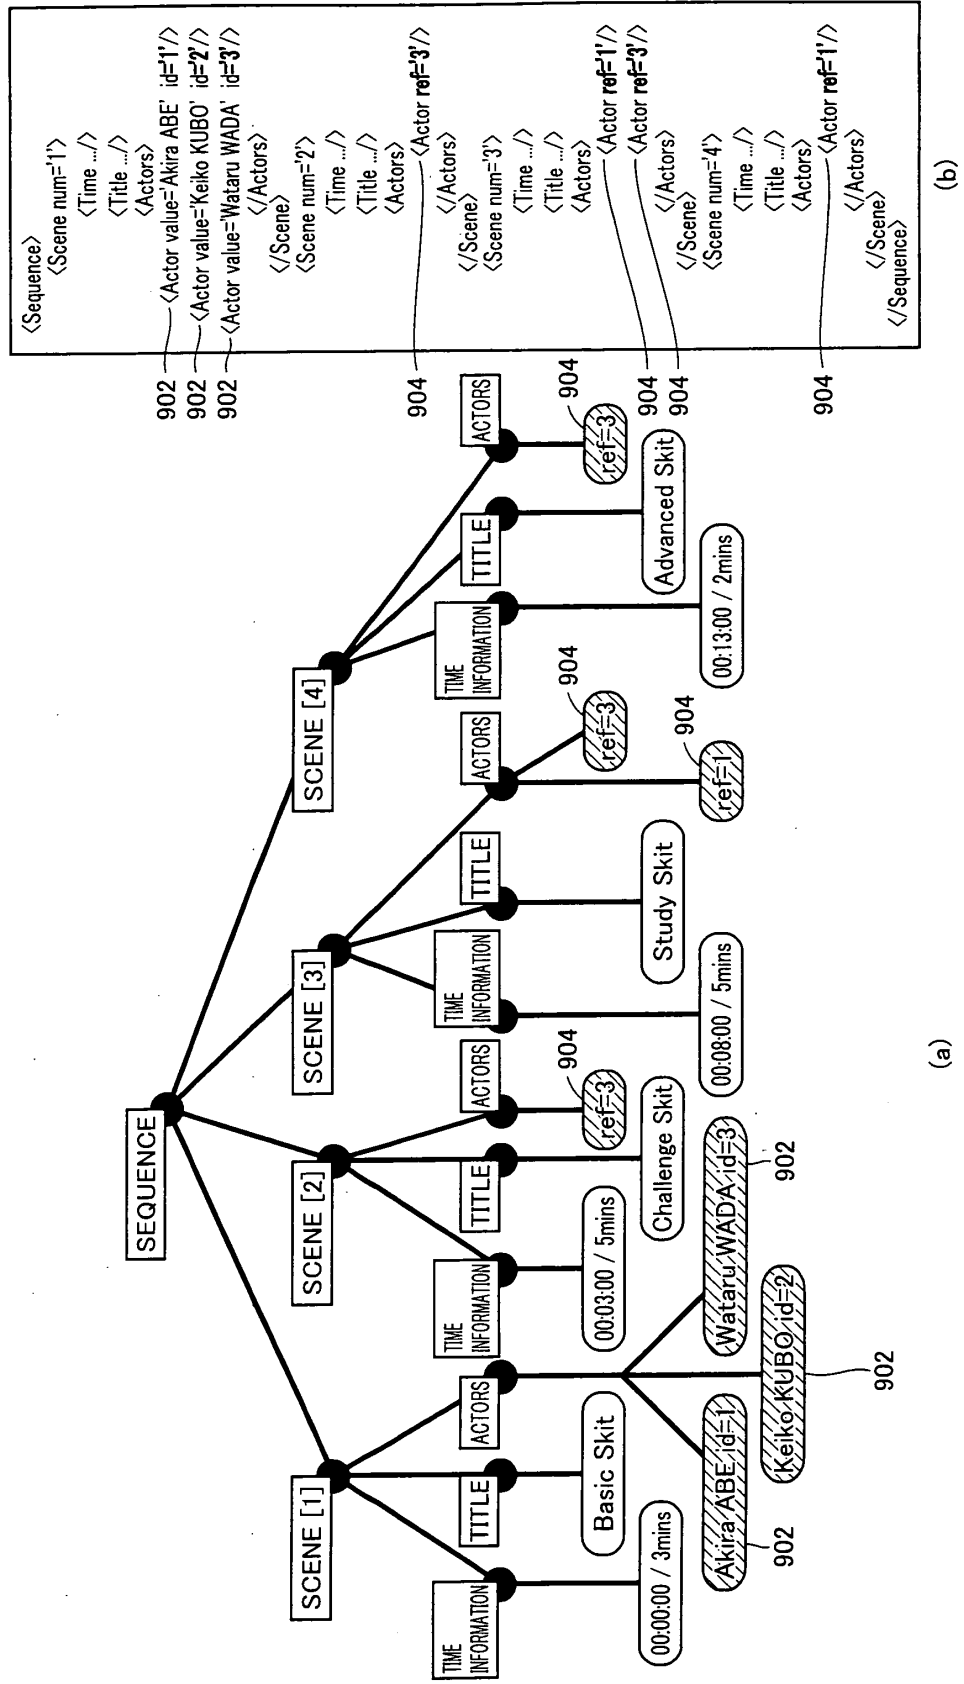 SEQUENCE
SCENE [1]
SCENE [2]
SCENE [3]
SCENE [4]
TIME
INFORMATION
TITLE
ACTORS
TIME
INFORMATION
TITLE
ACTORS
TIME
INFORMATION
TITLE
ACTORS
TIME
INFORMATION
TITLE
ACTORS
00:00:00 / 3mins
Basic Skit
Akira ABE id=1
902
Keiko KUBO id=2
902
Wataru WADA id=3
902
00:03:00 / 5mins
Challenge Skit
ref=3
904
00:08:00 / 5mins
Study Skit
ref=1
904
ref=3
904
00:13:00 / 2mins
Advanced Skit
ref=3
904
(a)
<Sequence>
<Scene num='1'>
<Time .../>
<Title .../>
<Actors>
902 <Actor value='Akira ABE' id='1'/>
902 <Actor value='Keiko KUBO' id='2'/>
902 <Actor value='Wataru WADA' id='3'/>
</Actors>
</Scene>
<Scene num='2'>
<Time .../>
<Title .../>
<Actors>
904 <Actor ref='3'/>
</Actors>
</Scene>
<Scene num='3'>
<Time .../>
<Title .../>
<Actors>
904 <Actor ref='1'/>
904 <Actor ref='3'/>
</Actors>
</Scene>
<Scene num='4'>
<Time .../>
<Title .../>
<Actors>
904 <Actor ref='1'/>
</Actors>
</Scene>
</Sequence>
(b)